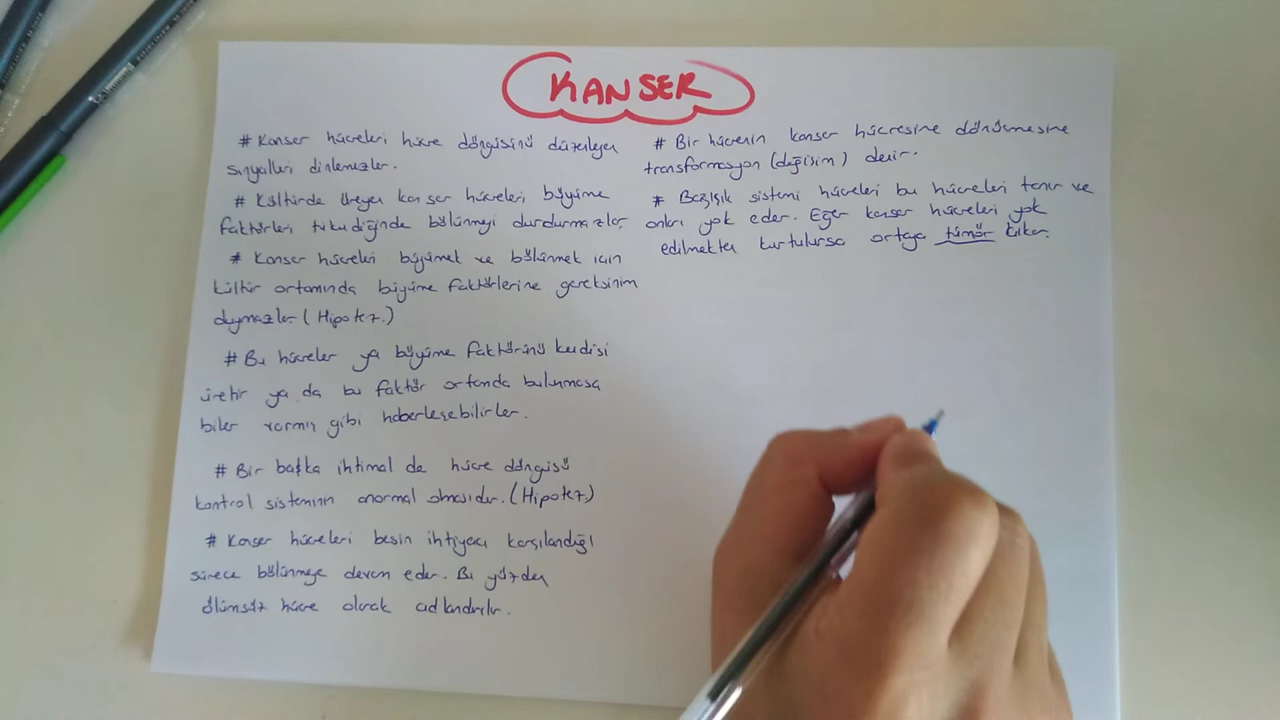 KANSER
# Kanser hücreleri hücre döngüsünü düzenleyen
sinyalleri dinlemezler.
# Kültürde üreyen kanser hücreleri büyüme
faktörleri tükendiğinde bölünmeyi durdurmazlar.
# Kanser hücreleri büyümek ve bölünmek için
kültür ortamında büyüme faktörlerine gereksinim
duymazlar (Hipotez.)
# Bu hücreler ya büyüme faktörünü kendisi
üretir ya da bu faktör ortamda bulunmasa
biler varmış gibi haberleşebilirler.
# Bir başka ihtimal de hücre döngüsü
kontrol sisteminin anormal olmasıdır. (Hipotez)
# Kanser hücreleri besin ihtiyacı karşılandığı
sürece bölünmeye devam eder. Bu yüzden
ölümsüz hücre olarak adlandırılır.
# Bir hücrenin kanser hücresine dönüşmesine
transformasyon (değişim) denir.
# Bağışık sistemi hücreleri bu hücreleri tanır ve
onları yok eder. Eğer kanser hücreleri yok
edilmekten kurtulursa ortaya tümör çıkar.